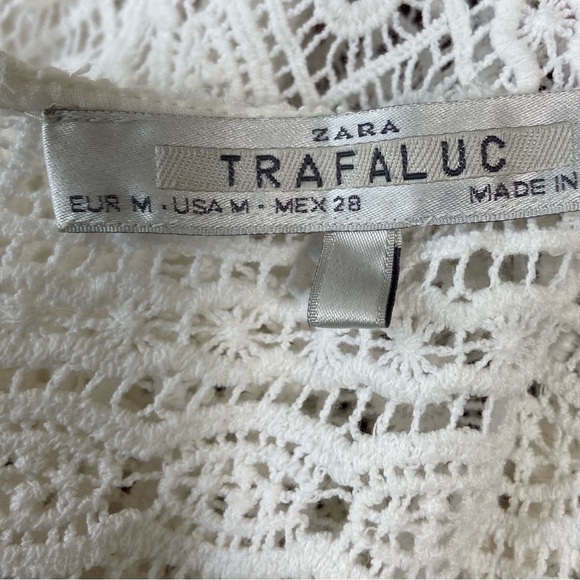 ZARA
TRAFALUC
EUR M · USA M · MEX 28 MADE IN